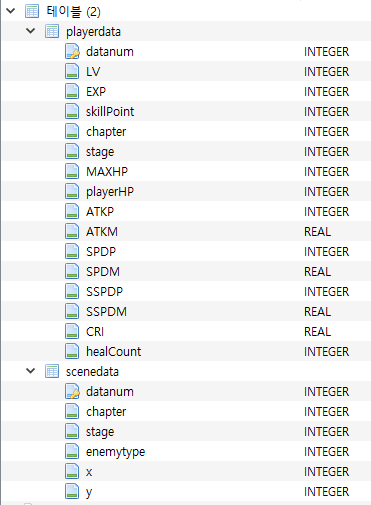 테이블 (2)
playerdata
datanum INTEGER
LV INTEGER
EXP INTEGER
skillPoint INTEGER
chapter INTEGER
stage INTEGER
MAXHP INTEGER
playerHP INTEGER
ATKP INTEGER
ATKM REAL
SPDP INTEGER
SPDM REAL
SSPDP INTEGER
SSPDM REAL
CRI REAL
healCount INTEGER
scenedata
datanum INTEGER
chapter INTEGER
stage INTEGER
enemytype INTEGER
x INTEGER
y INTEGER